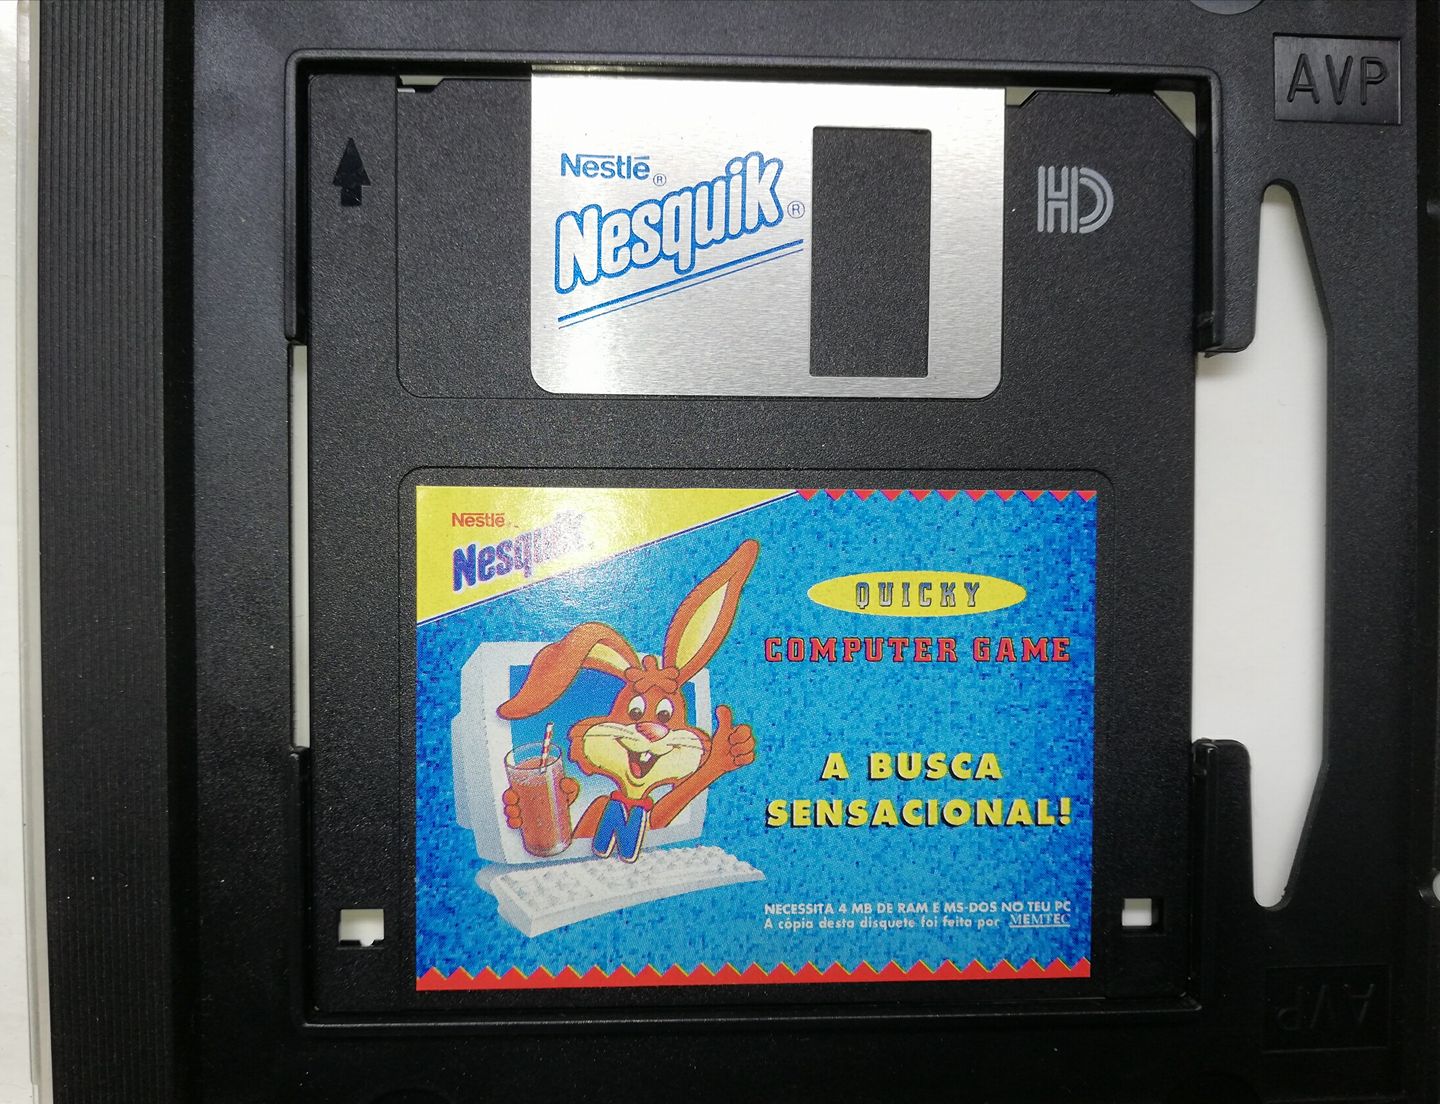 AVP
HD
Nestlé®
Nesquik®
Nestlé
Nesquik
QUICKY
COMPUTER GAME
A BUSCA
SENSACIONAL!
N
NECESSITA 4 MB DE RAM E MS-DOS NO TEU PC
A cópia desta disquete foi feita por MEMTEC
AVP